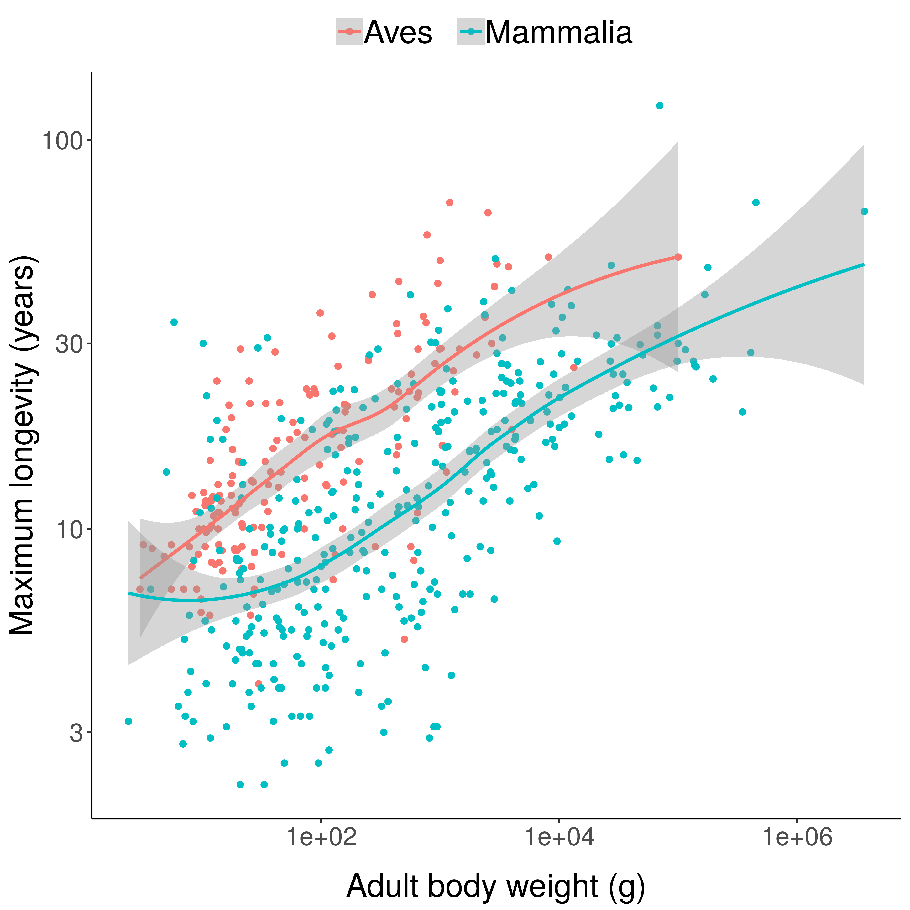 Aves Mammalia
100
30
10
3
Maximum longevity (years)
1e+02 1e+04 1e+06
Adult body weight (g)